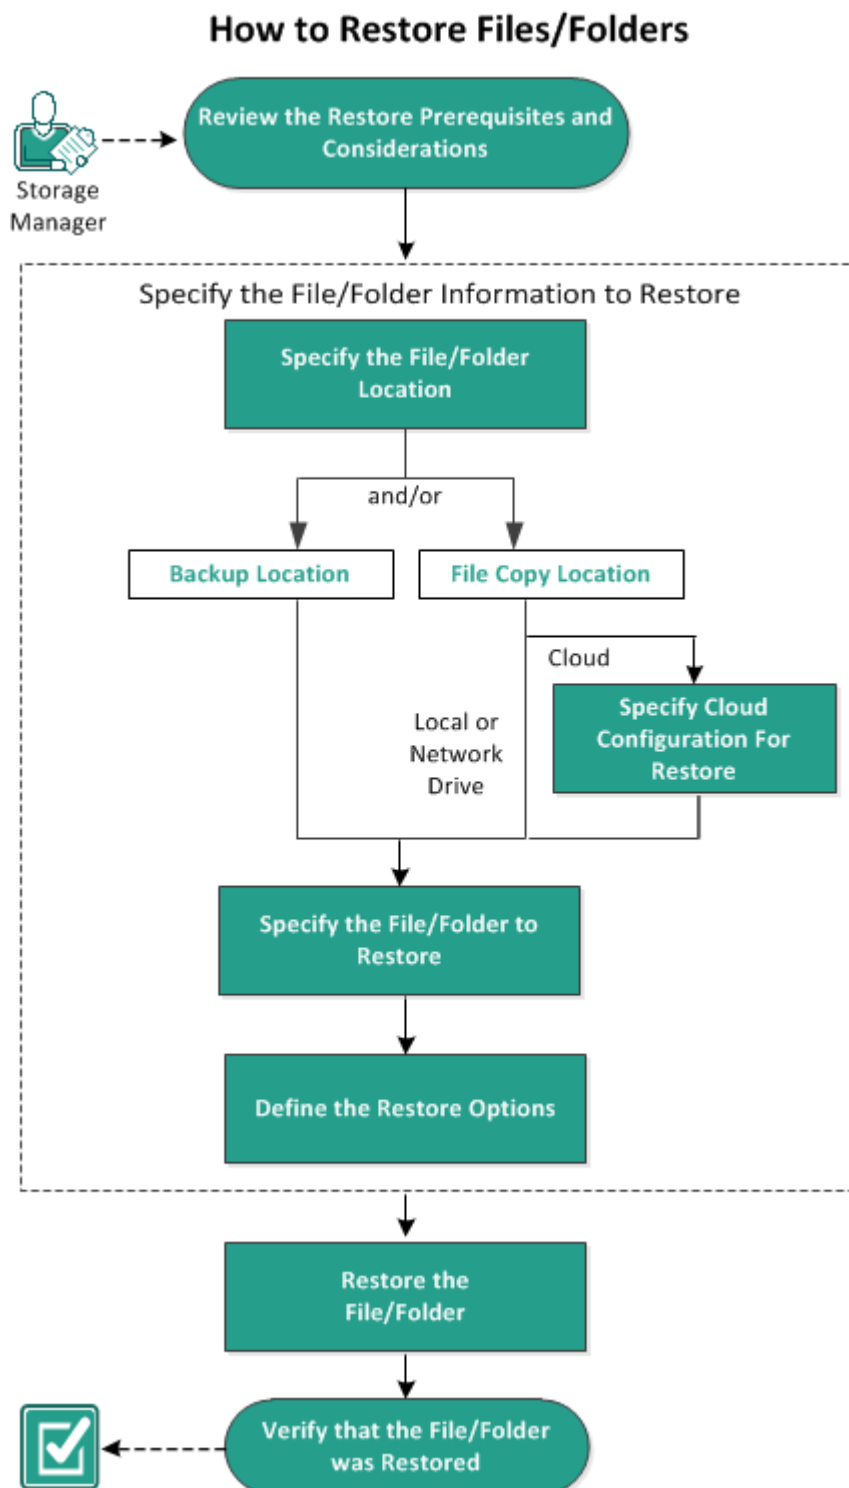 How to Restore Files/Folders
Review the Restore Prerequisites and
Considerations
Storage
Manager
Specify the File/Folder Information to Restore
Specify the File/Folder
Location
and/or
Backup Location
File Copy Location
Cloud
Specify Cloud
Configuration For
Restore
Local or
Network
Drive
Specify the File/Folder to
Restore
Define the Restore Options
Restore the
File/Folder
Verify that the File/Folder
was Restored